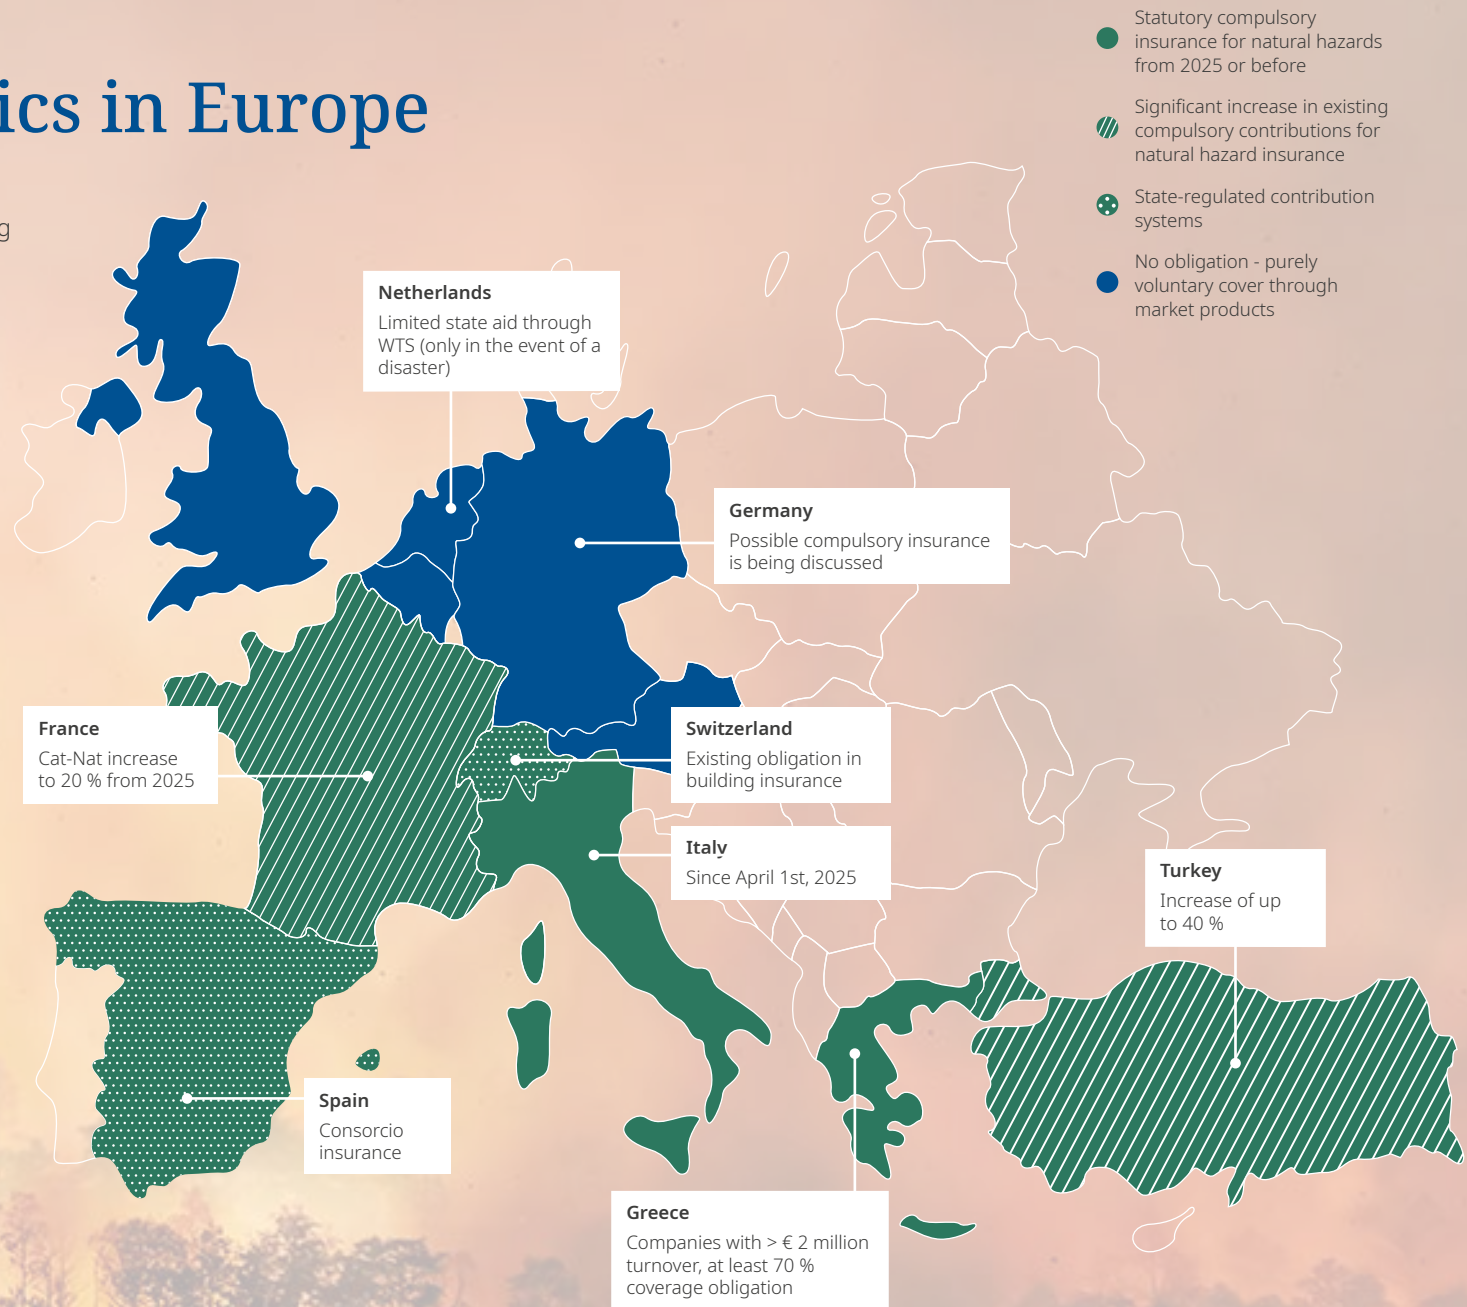 Statutory compulsory
insurance for natural hazards
from 2025 or before
ics in Europe
Significant increase in existing
compulsory contributions for
natural hazard insurance
State-regulated contribution
systems
g
No obligation - purely
voluntary cover through
market products
Netherlands
Limited state aid through
WTS (only in the event of a
disaster)
Germany
Possible compulsory insurance
is being discussed
France
Cat-Nat increase
to 20 % from 2025
Switzerland
Existing obligation in
building insurance
Italy
Since April 1st, 2025
Turkey
Increase of up
to 40 %
Spain
Consorcio
insurance
Greece
Companies with > € 2 million
turnover, at least 70 %
coverage obligation